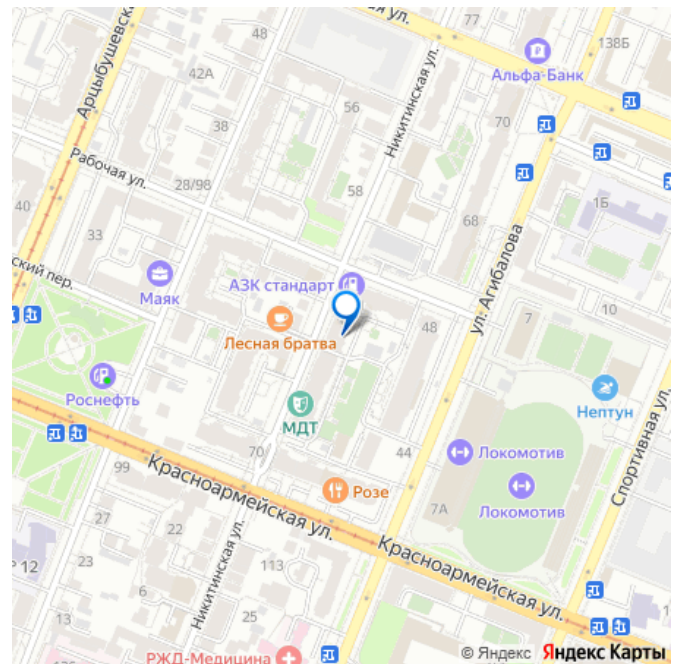 48
ая ул.
138Б
Альфа-Банк
Арцыбушевск
42А
56
Никитинская ул.
70
38
Рабочая ул.
28/98
58
1Б
40
33
68
ский пер.
Маяк
АЗК стандарт
ул. Агибалова
10
7
48
Лесная братва
Роснефть
Нептун
МДТ
Спортивная ул.
70
44
Локомотив
99
Красноармейская ул.
Розе
Локомотив
7А
27
22
Никитинская ул.
Красноармейская ул.
113
23
12
6
13
25
РЖД-Медицина
© Яндекс Яндекс Карты